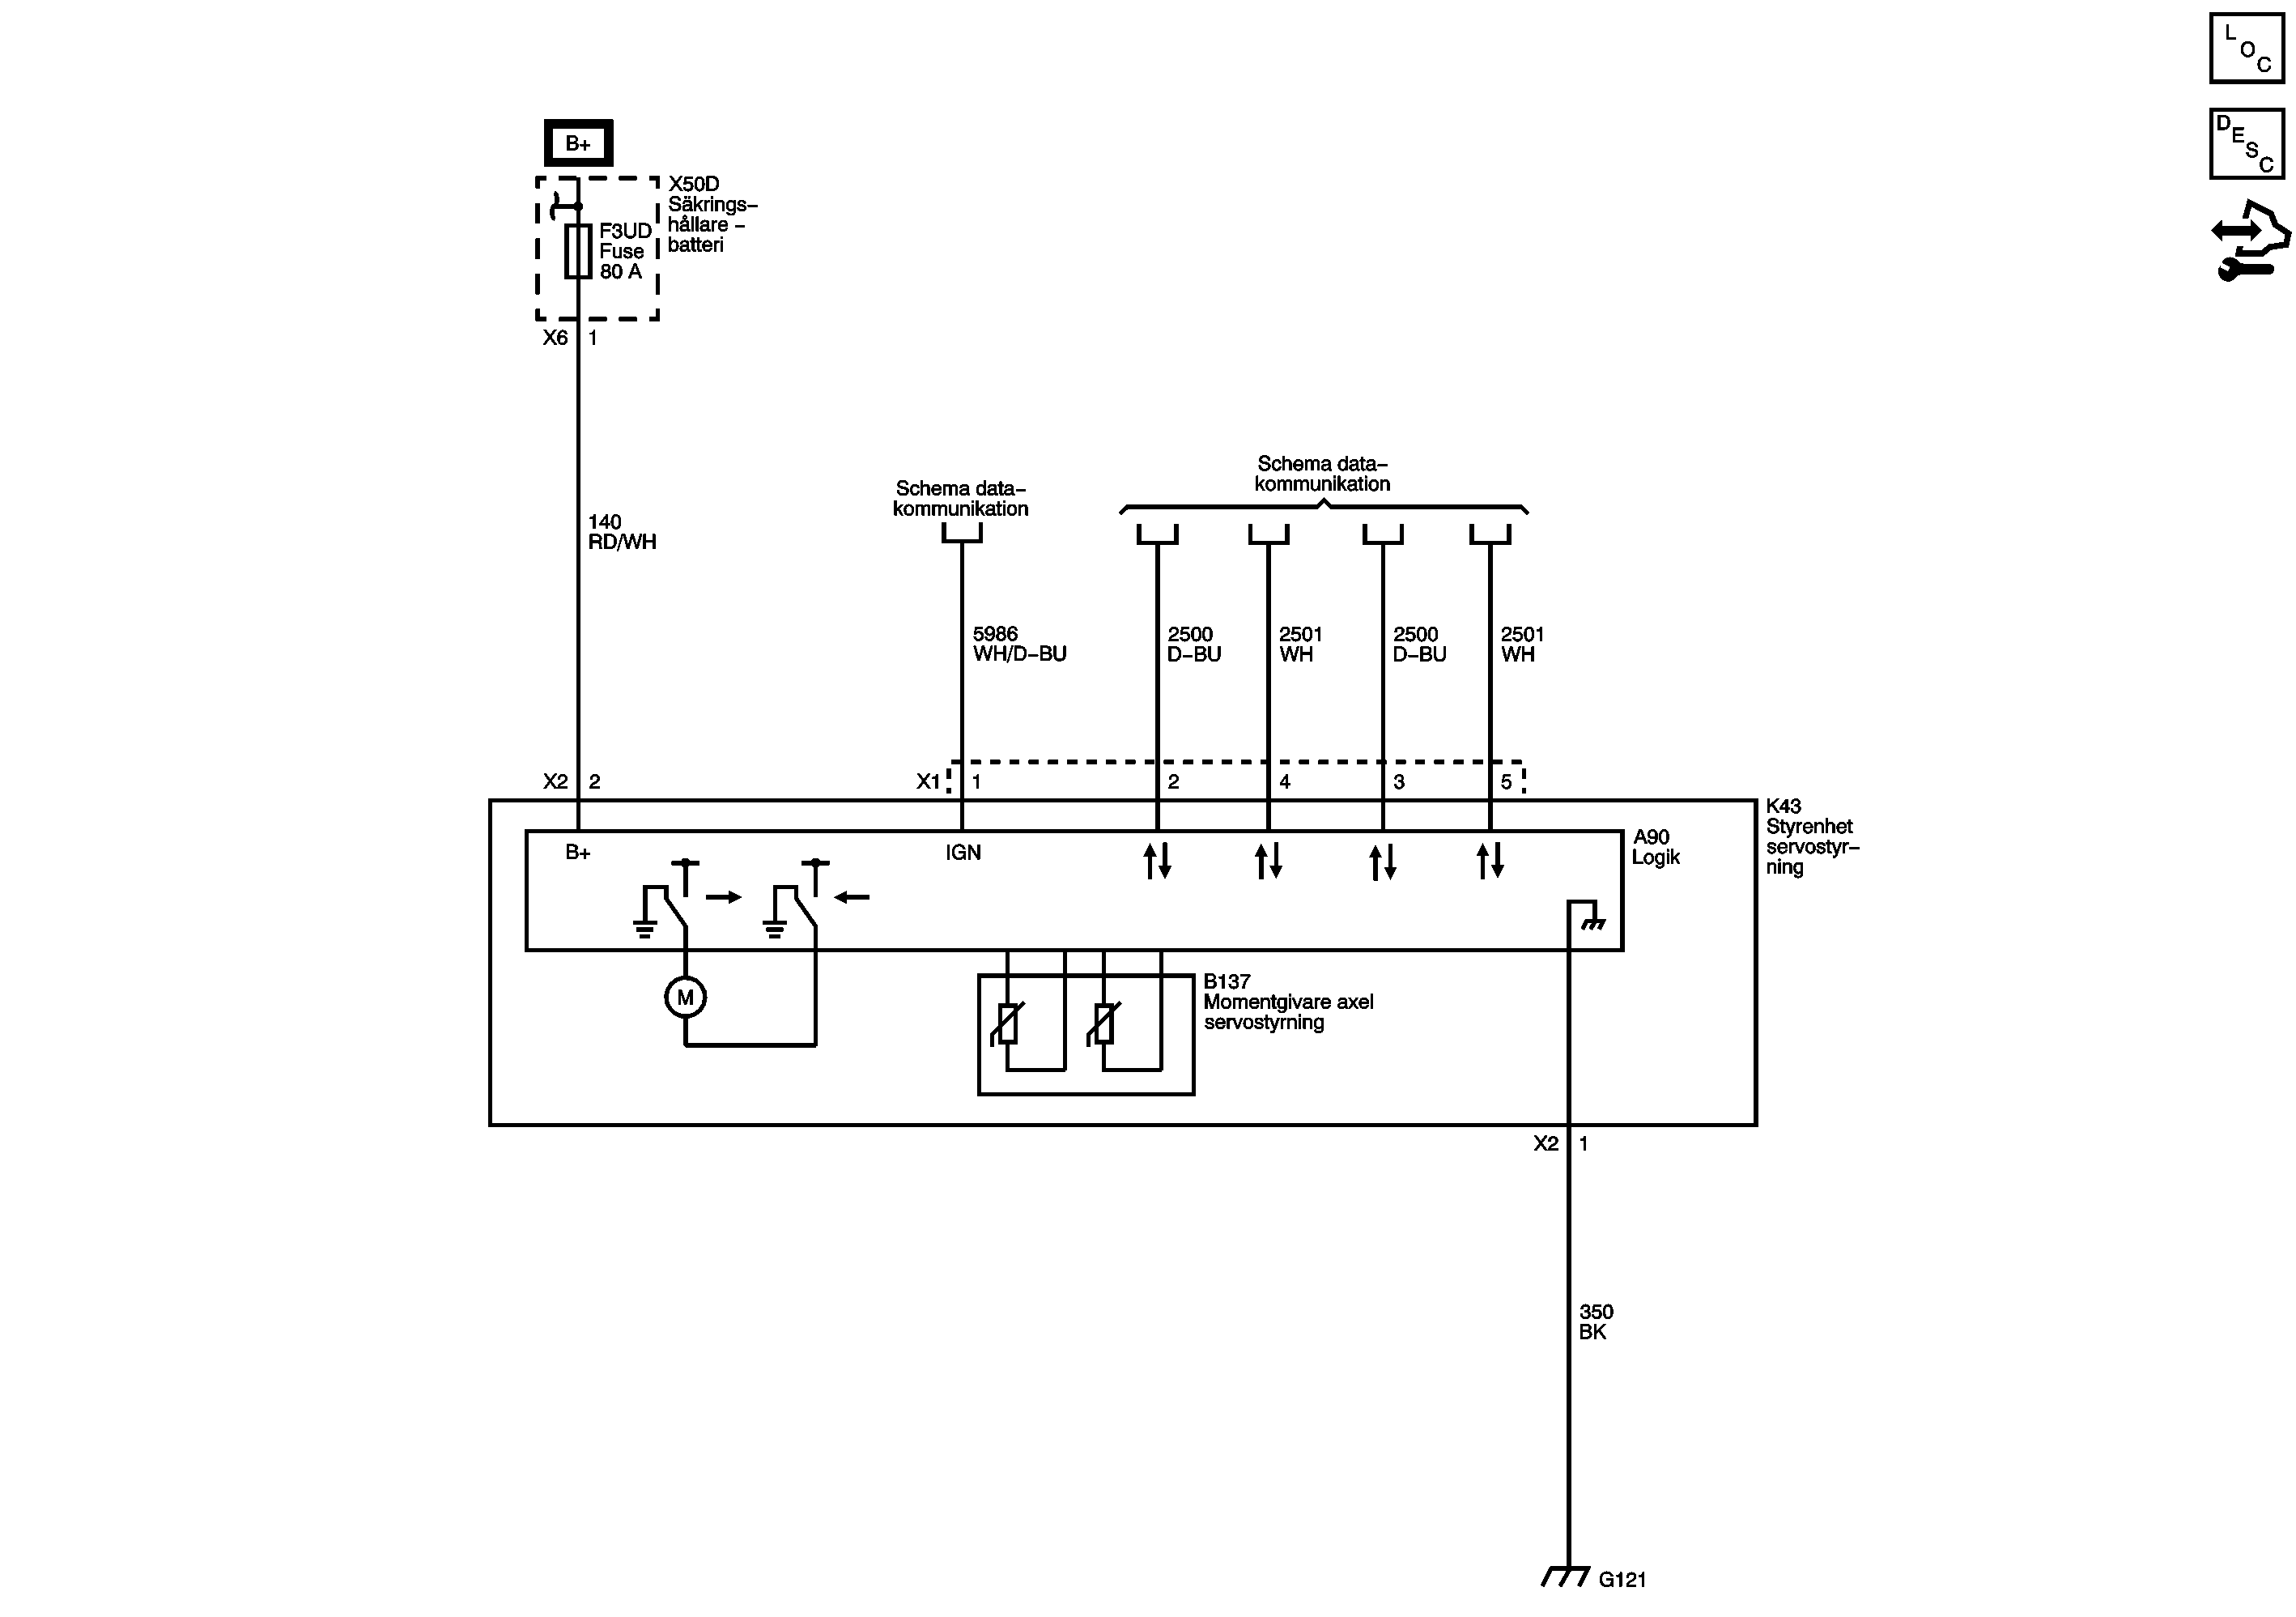 L
O
C
D
E
S
C
B+
X50D
Säkrings–
hållare –
batteri
F3UD
Fuse
80 A
X6 1
Schema data–
kommunikation
Schema data–
kommunikation
140
RD/WH
5986
WH/D–BU
2500
D–BU
2501
WH
2500
D–BU
2501
WH
X2 2
X1 1 2 4 3 5
K43
Styrenhet
servostyr–
ning
A90
Logik
B+
IGN
M
B137
Momentgivare axel
servostyrning
X2 1
350
BK
G121